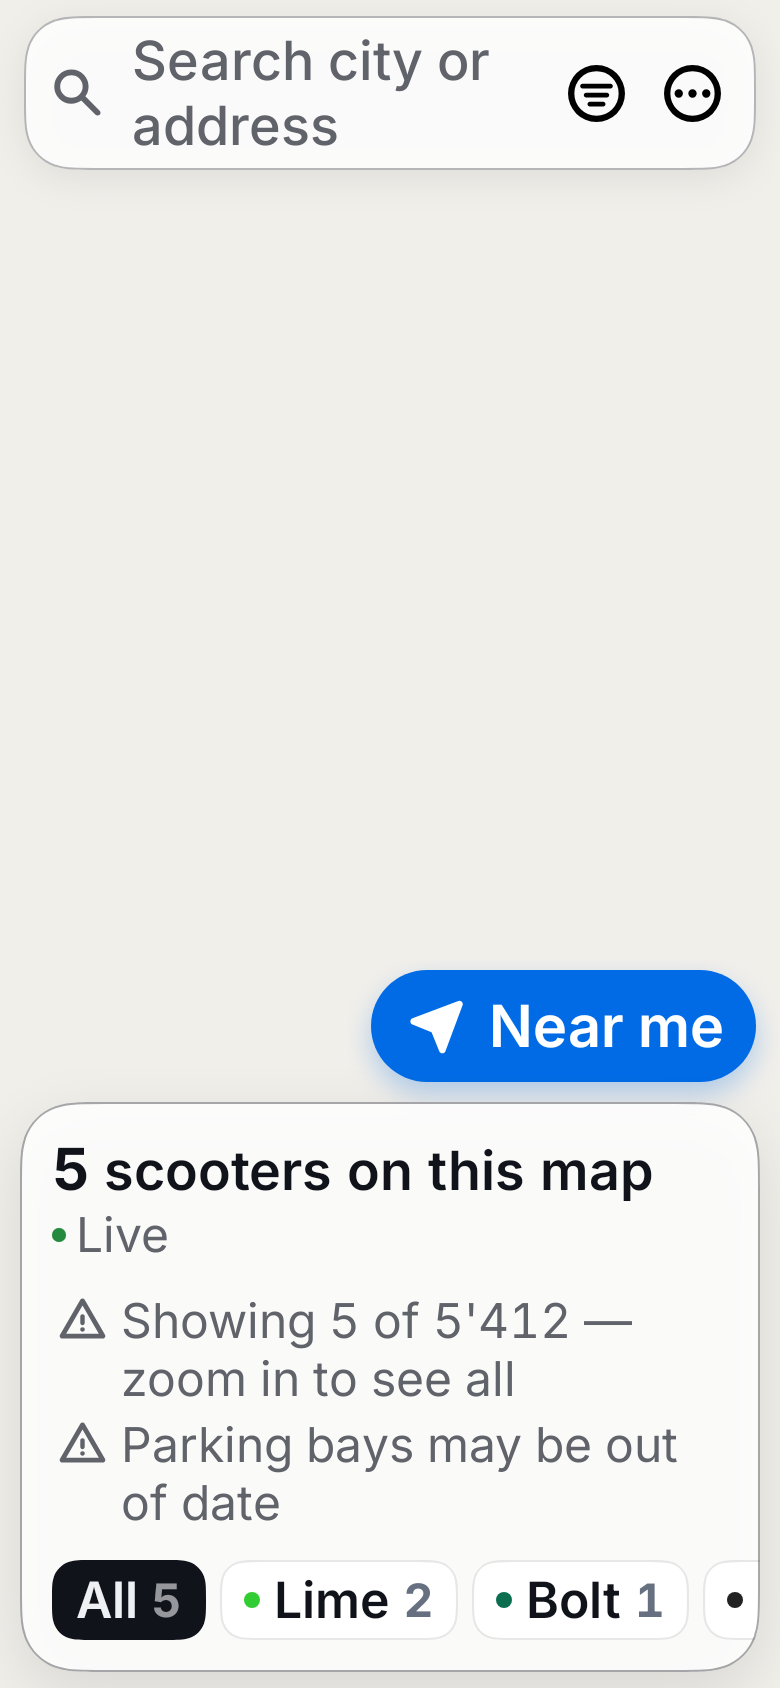 Search city or
address
Near me
5 scooters on this map
Live
Showing 5 of 5'412 —
zoom in to see all
Parking bays may be out
of date
All 5
Lime 2
Bolt 1